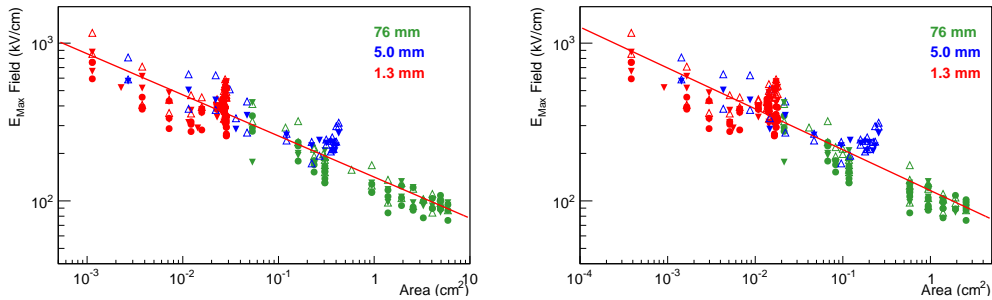 E_Max Field (kV/cm)
10^3
10^2
76 mm
5.0 mm
1.3 mm
10^-3
10^-2
10^-1
1
10
Area (cm^2)
E_Max Field (kV/cm)
10^3
10^2
76 mm
5.0 mm
1.3 mm
10^-4
10^-3
10^-2
10^-1
1
Area (cm^2)